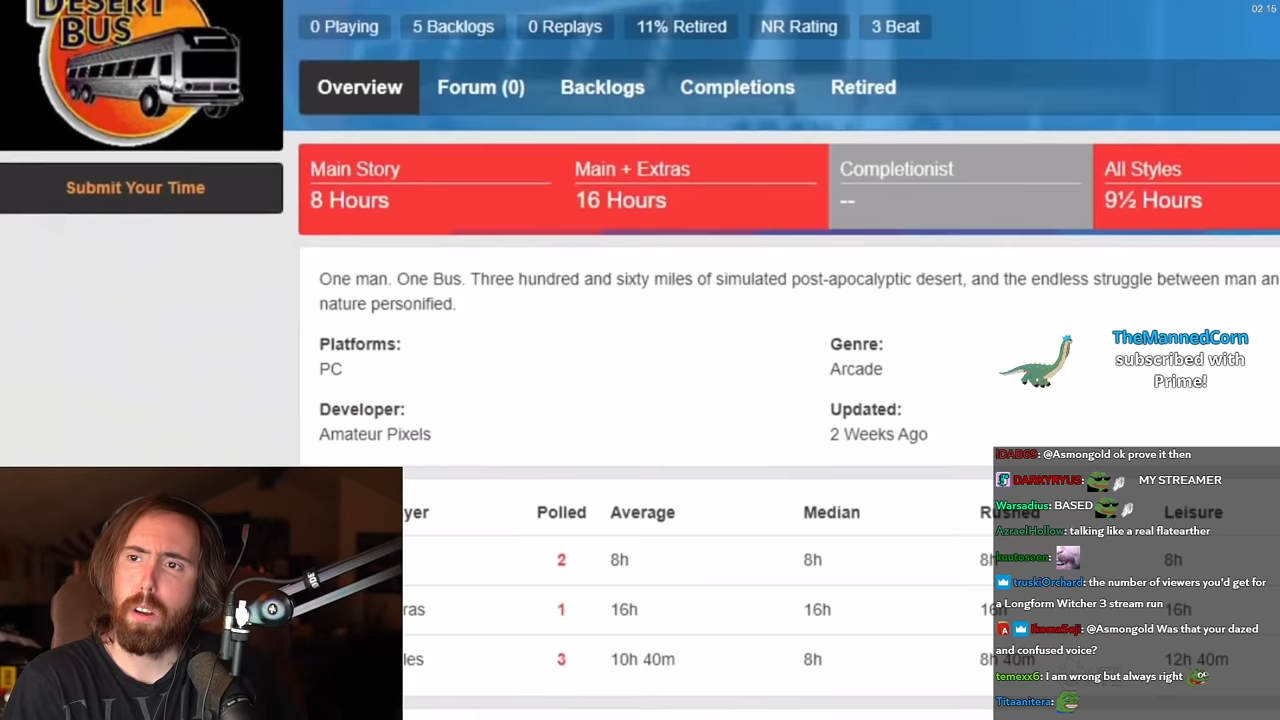 02:15
DESERT
BUS
0 Playing
5 Backlogs
0 Replays
11% Retired
NR Rating
3 Beat
Overview
Forum (0)
Backlogs
Completions
Retired
Submit Your Time
Main Story
8 Hours
Main + Extras
16 Hours
Completionist
--
All Styles
9½ Hours
One man. One Bus. Three hundred and sixty miles of simulated post-apocalyptic desert, and the endless struggle between man an
nature personified.
Platforms:
PC
Genre:
Arcade
Developer:
Amateur Pixels
Updated:
2 Weeks Ago
TheMannedCorn
subscribed with
Prime!
yer
Polled
Average
Median
Leisure
2
8h
8h
8h
8h
ras
1
16h
16h
16h
16h
les
3
10h 40m
8h
8h 40m
12h 40m
IDAB69: @Asmongold ok prove it then
DARKYRYUS: MY STREAMER
Warsadius: BASED
AzraelHollow: talking like a real flatearther
kuutoseen:
truskiOrchard: the number of viewers you'd get for
a Longform Witcher 3 stream run
@Asmongold Was that your dazed
and confused voice?
temexx6: I am wrong but always right
Titaanitera: